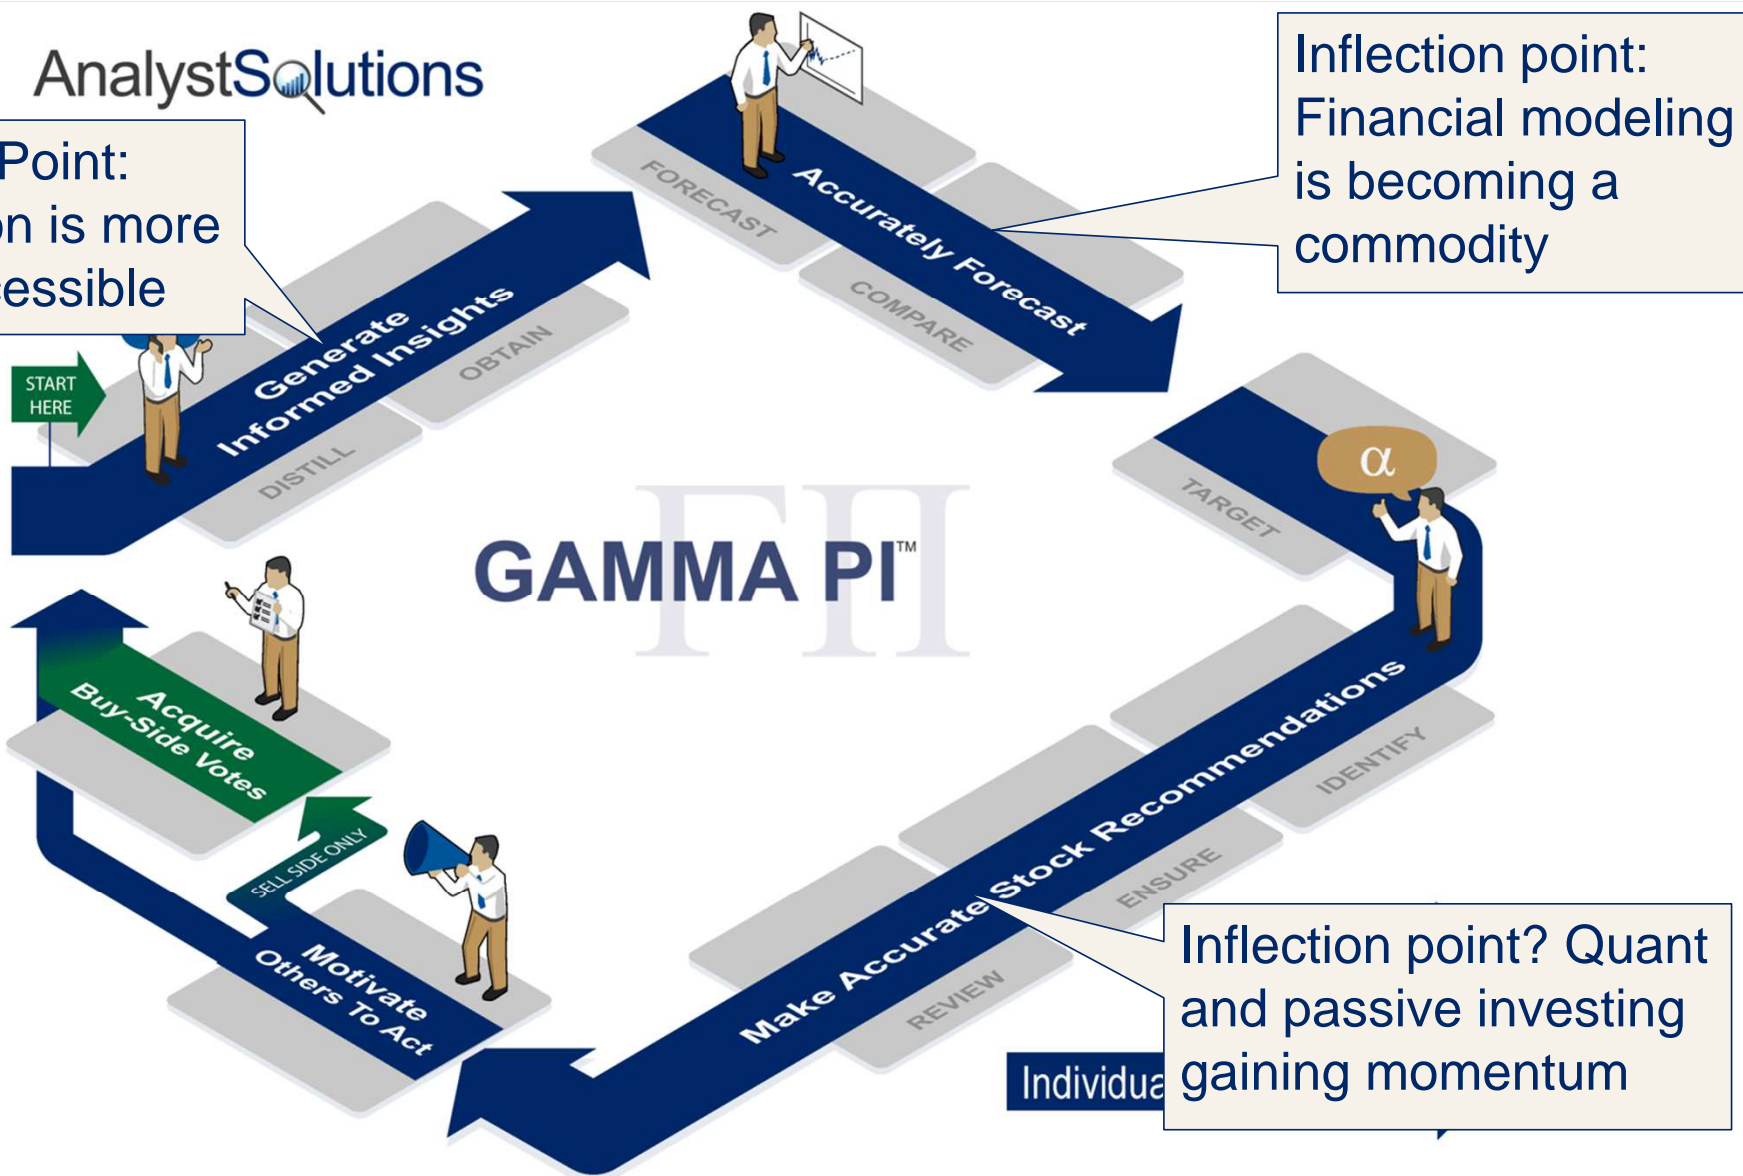 AnalystSolutions
Point:
is more
Inflection point:
Financial modeling
is becoming a
commodity
FORECAST
Accurately Forecast
COMPARE
START
HERE
Generate
Informed Insights
OBTAIN
DISTILL
α
TARGET
ΓΠ
GAMMA PI™
Acquire
Buy-Side Votes
SELL SIDE ONLY
Motivate
Others To Act
Make Accurate Stock Recommendations
IDENTIFY
ENSURE
REVIEW
Inflection point? Quant
and passive investing
gaining momentum